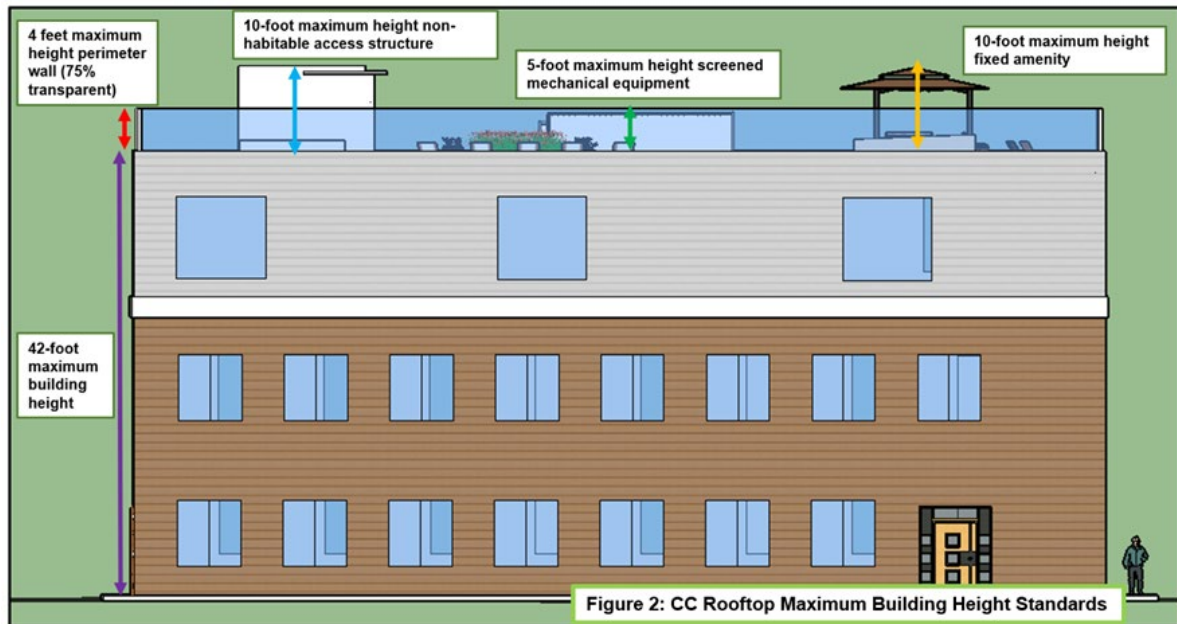 4 feet maximum
height perimeter
wall (75%
transparent)
10-foot maximum height non-
habitable access structure
5-foot maximum height screened
mechanical equipment
10-foot maximum height
fixed amenity
42-foot
maximum
building
height
Figure 2: CC Rooftop Maximum Building Height Standards